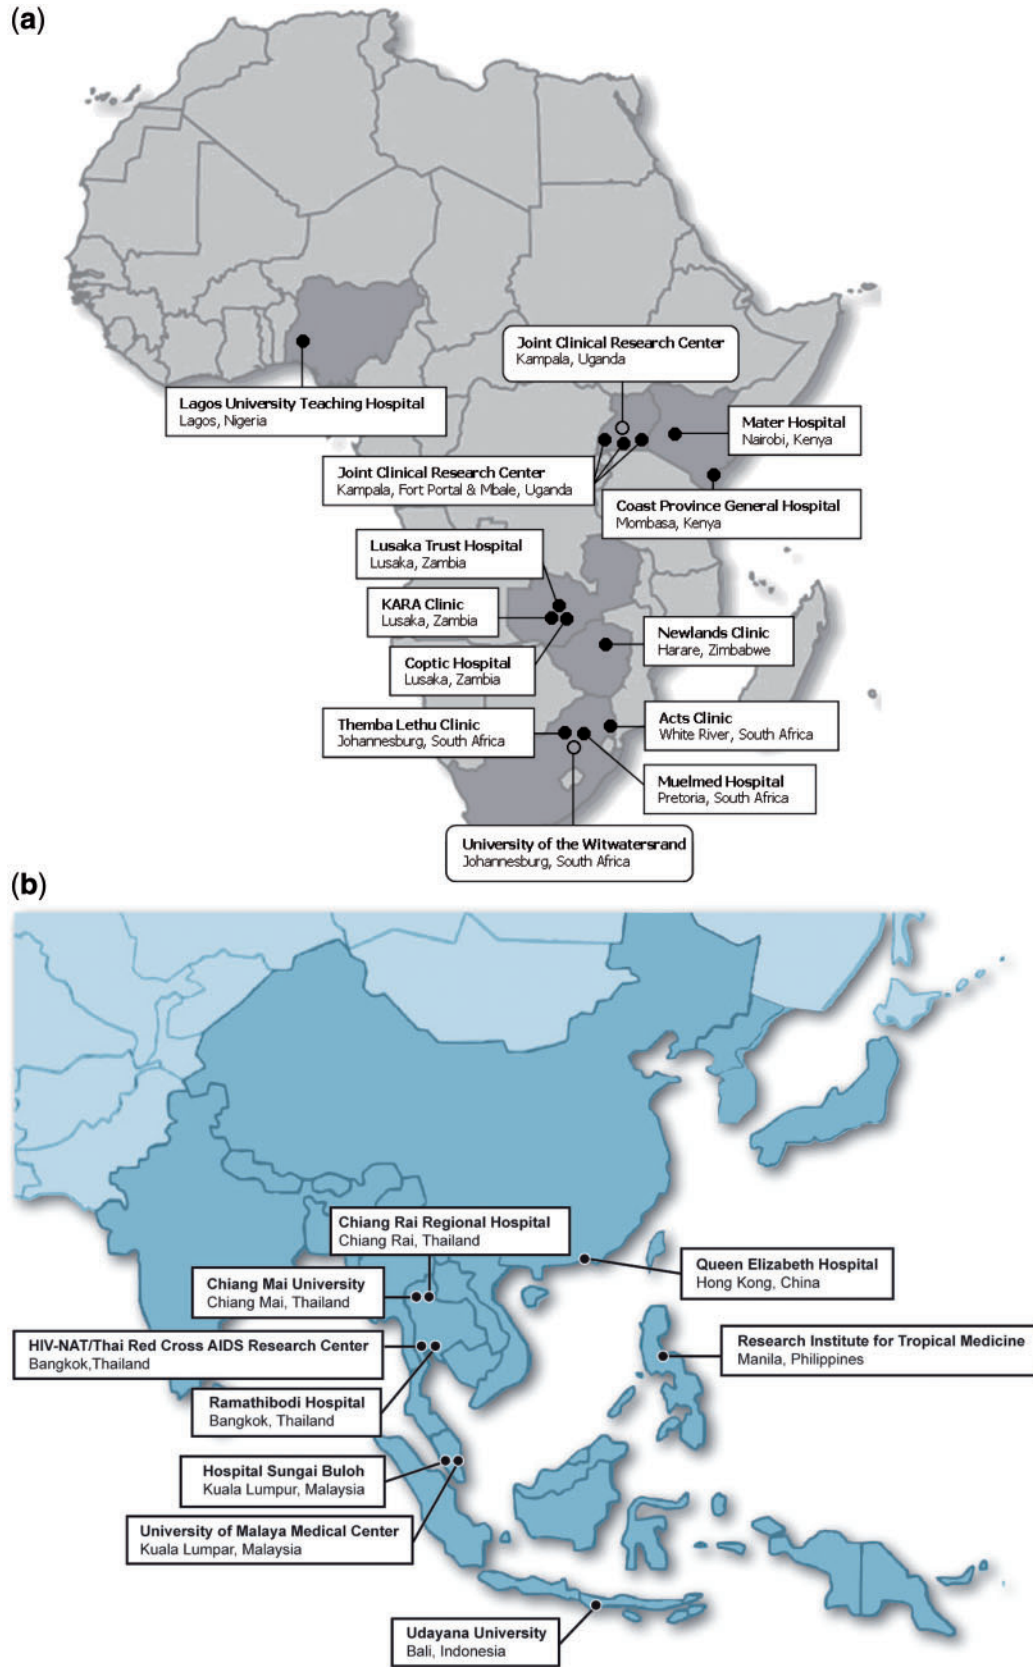 (a)
Joint Clinical Research Center
Kampala, Uganda
Lagos University Teaching Hospital
Lagos, Nigeria
Mater Hospital
Nairobi, Kenya
Joint Clinical Research Center
Kampala, Fort Portal & Mbale, Uganda
Coast Province General Hospital
Mombasa, Kenya
Lusaka Trust Hospital
Lusaka, Zambia
KARA Clinic
Lusaka, Zambia
Newlands Clinic
Harare, Zimbabwe
Coptic Hospital
Lusaka, Zambia
Themba Lethu Clinic
Johannesburg, South Africa
Acts Clinic
White River, South Africa
Muelmed Hospital
Pretoria, South Africa
University of the Witwatersrand
Johannesburg, South Africa
(b)
Chiang Rai Regional Hospital
Chiang Rai, Thailand
Queen Elizabeth Hospital
Hong Kong, China
Chiang Mai University
Chiang Mai, Thailand
HIV-NAT/Thai Red Cross AIDS Research Center
Bangkok,Thailand
Research Institute for Tropical Medicine
Manila, Philippines
Ramathibodi Hospital
Bangkok, Thailand
Hospital Sungai Buloh
Kuala Lumpur, Malaysia
University of Malaya Medical Center
Kuala Lumpar, Malaysia
Udayana University
Bali, Indonesia